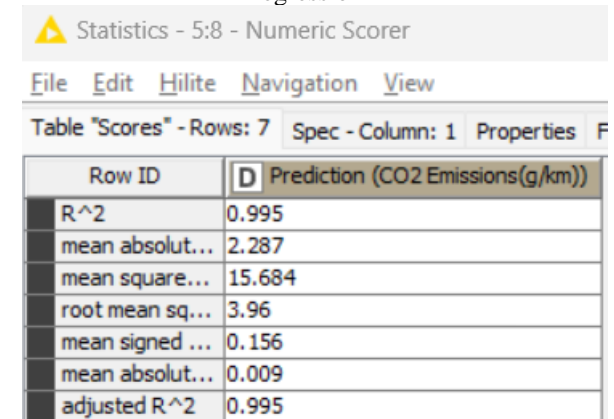 Statistics - 5:8 - Numeric Scorer
File Edit Hilite Navigation View
Table "Scores" - Rows: 7 Spec - Column: 1 Properties F
Row ID D Prediction (CO2 Emissions(g/km))
R^2 0.995
mean absolut... 2.287
mean square... 15.684
root mean sq... 3.96
mean signed ... 0.156
mean absolut... 0.009
adjusted R^2 0.995